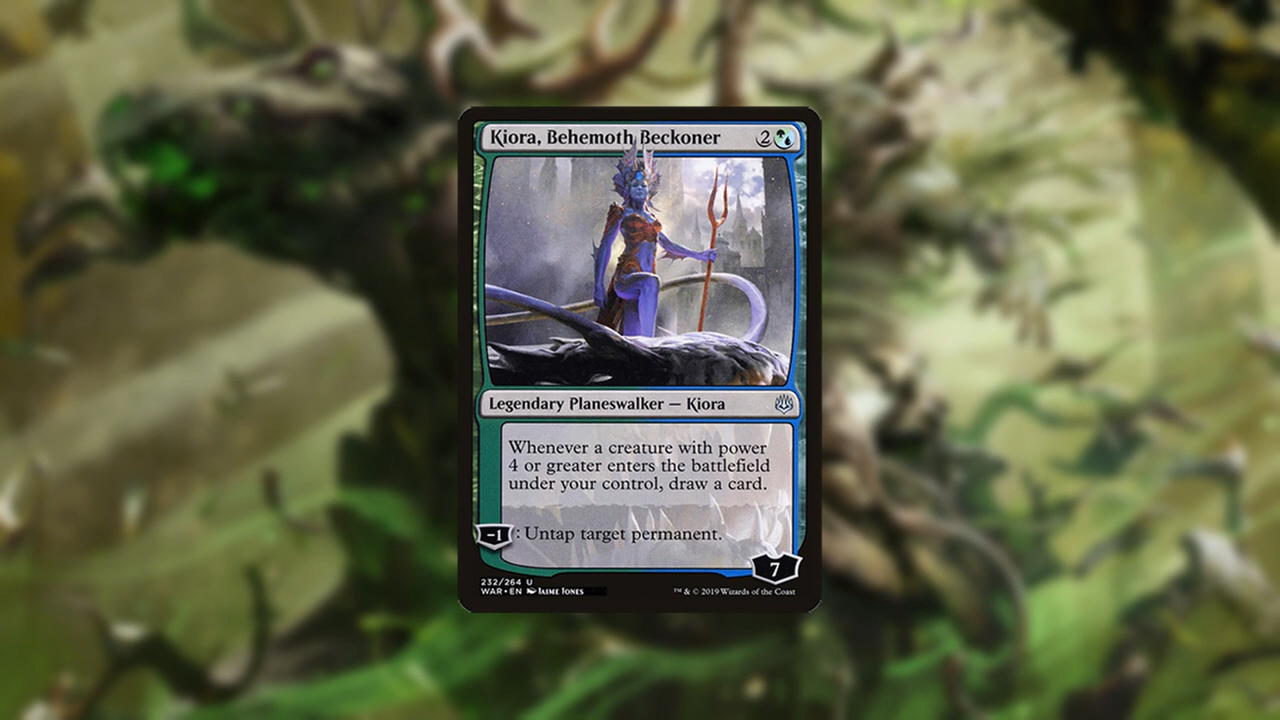 Kiora, Behemoth Beckoner 2
Legendary Planeswalker — Kiora
Whenever a creature with power
4 or greater enters the battlefield
under your control, draw a card.
-1: Untap target permanent.
7
232/264 U
WAR • EN Jaime Jones
™ & © 2019 Wizards of the Coast